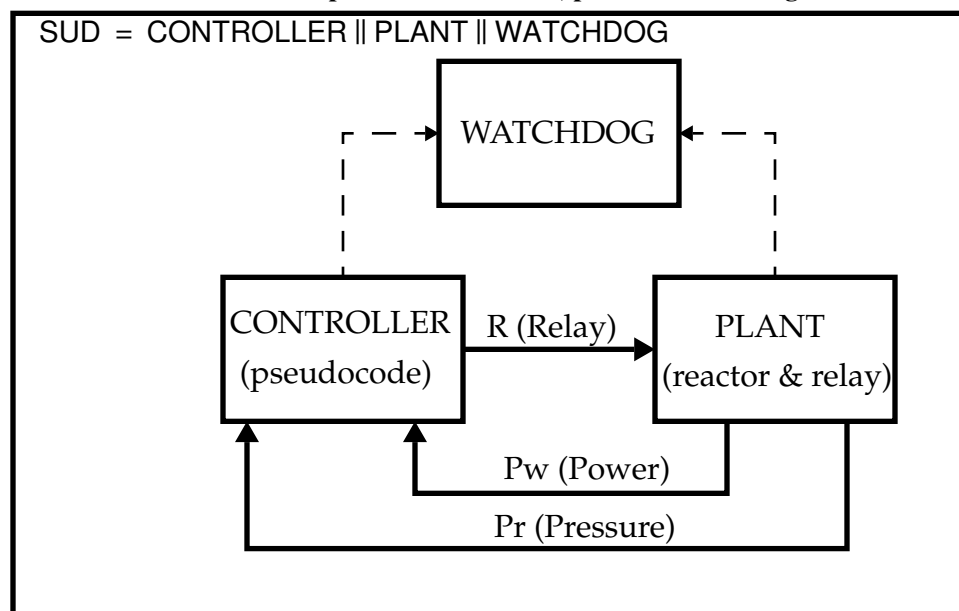 SUD = CONTROLLER || PLANT || WATCHDOG
WATCHDOG
CONTROLLER
(pseudocode)
R (Relay)
PLANT
(reactor & relay)
Pw (Power)
Pr (Pressure)